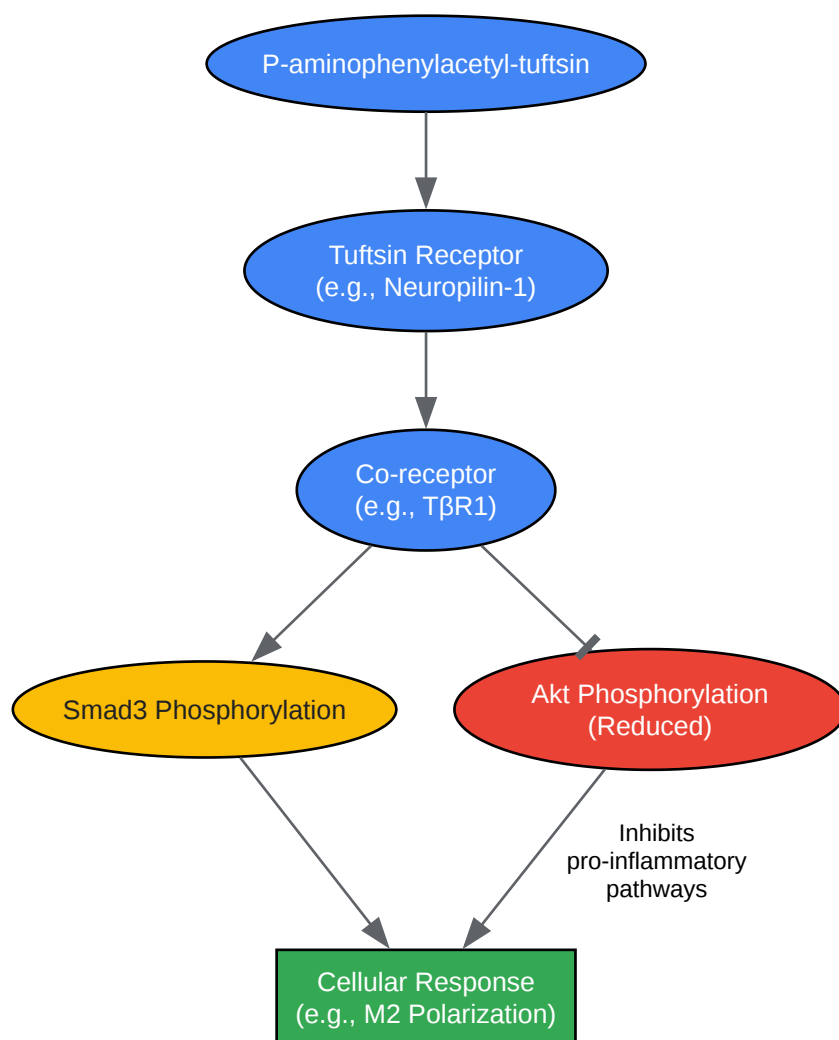 P-aminophenylacetyl-tuftsin
Tuftsin Receptor
(e.g., Neuropilin-1)
Co-receptor
(e.g., TβR1)
Smad3 Phosphorylation
Akt Phosphorylation
(Reduced)
Inhibits
pro-inflammatory
pathways
Cellular Response
(e.g., M2 Polarization)